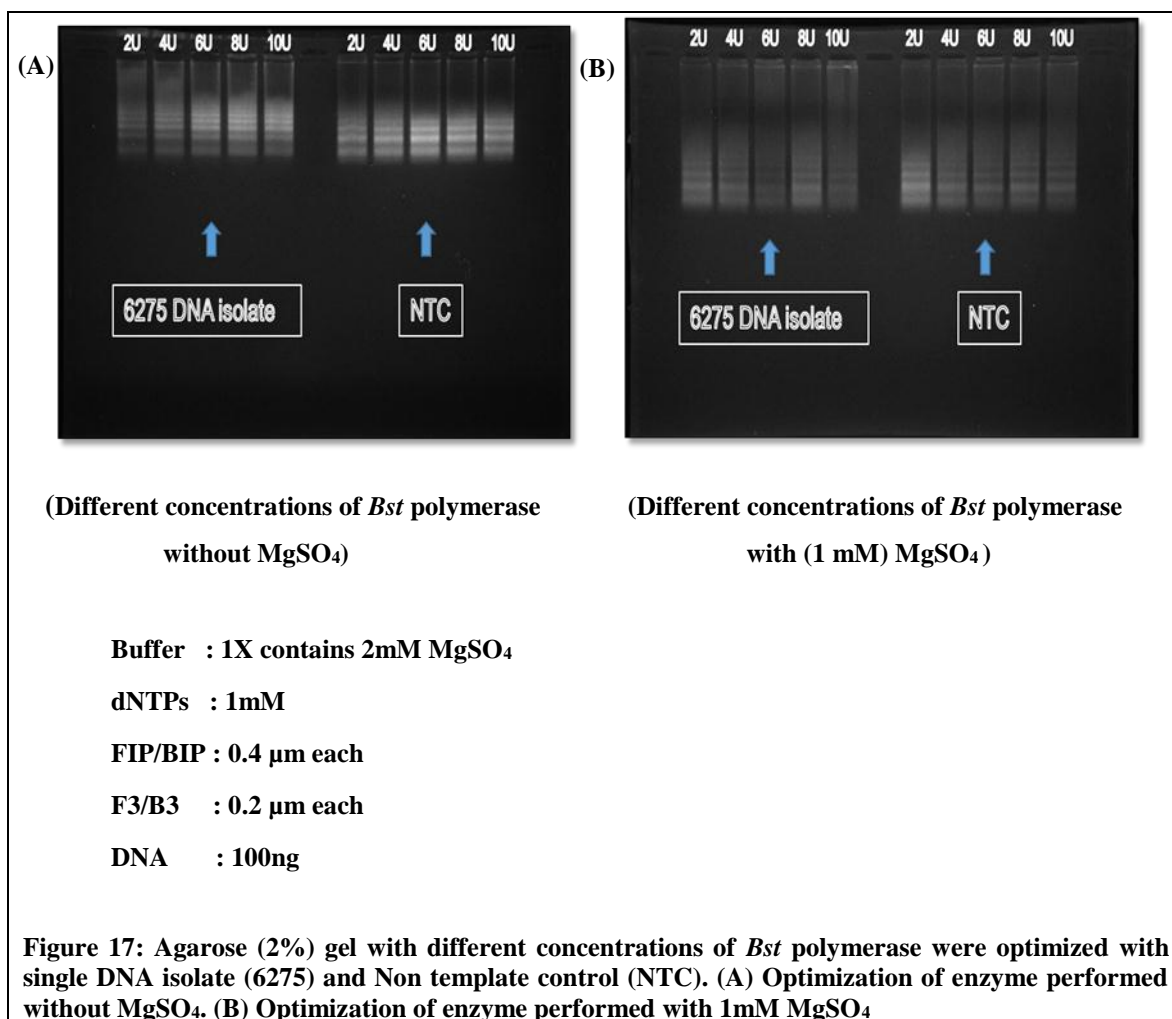 (A)
2U 4U 6U 8U 10U 2U 4U 6U 8U 10U
6275 DNA isolate NTC
(B)
2U 4U 6U 8U 10U 2U 4U 6U 8U 10U
6275 DNA isolate NTC
(Different concentrations of Bst polymerase
without MgSO₄)
(Different concentrations of Bst polymerase
with (1 mM) MgSO₄ )
Buffer : 1X contains 2mM MgSO₄
dNTPs : 1mM
FIP/BIP : 0.4 µm each
F3/B3 : 0.2 µm each
DNA : 100ng
Figure 17: Agarose (2%) gel with different concentrations of Bst polymerase were optimized with
single DNA isolate (6275) and Non template control (NTC). (A) Optimization of enzyme performed
without MgSO₄. (B) Optimization of enzyme performed with 1mM MgSO₄